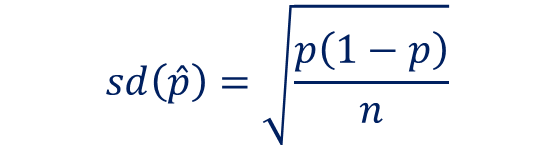 sd(p̂) = √(p(1 − p)/n)